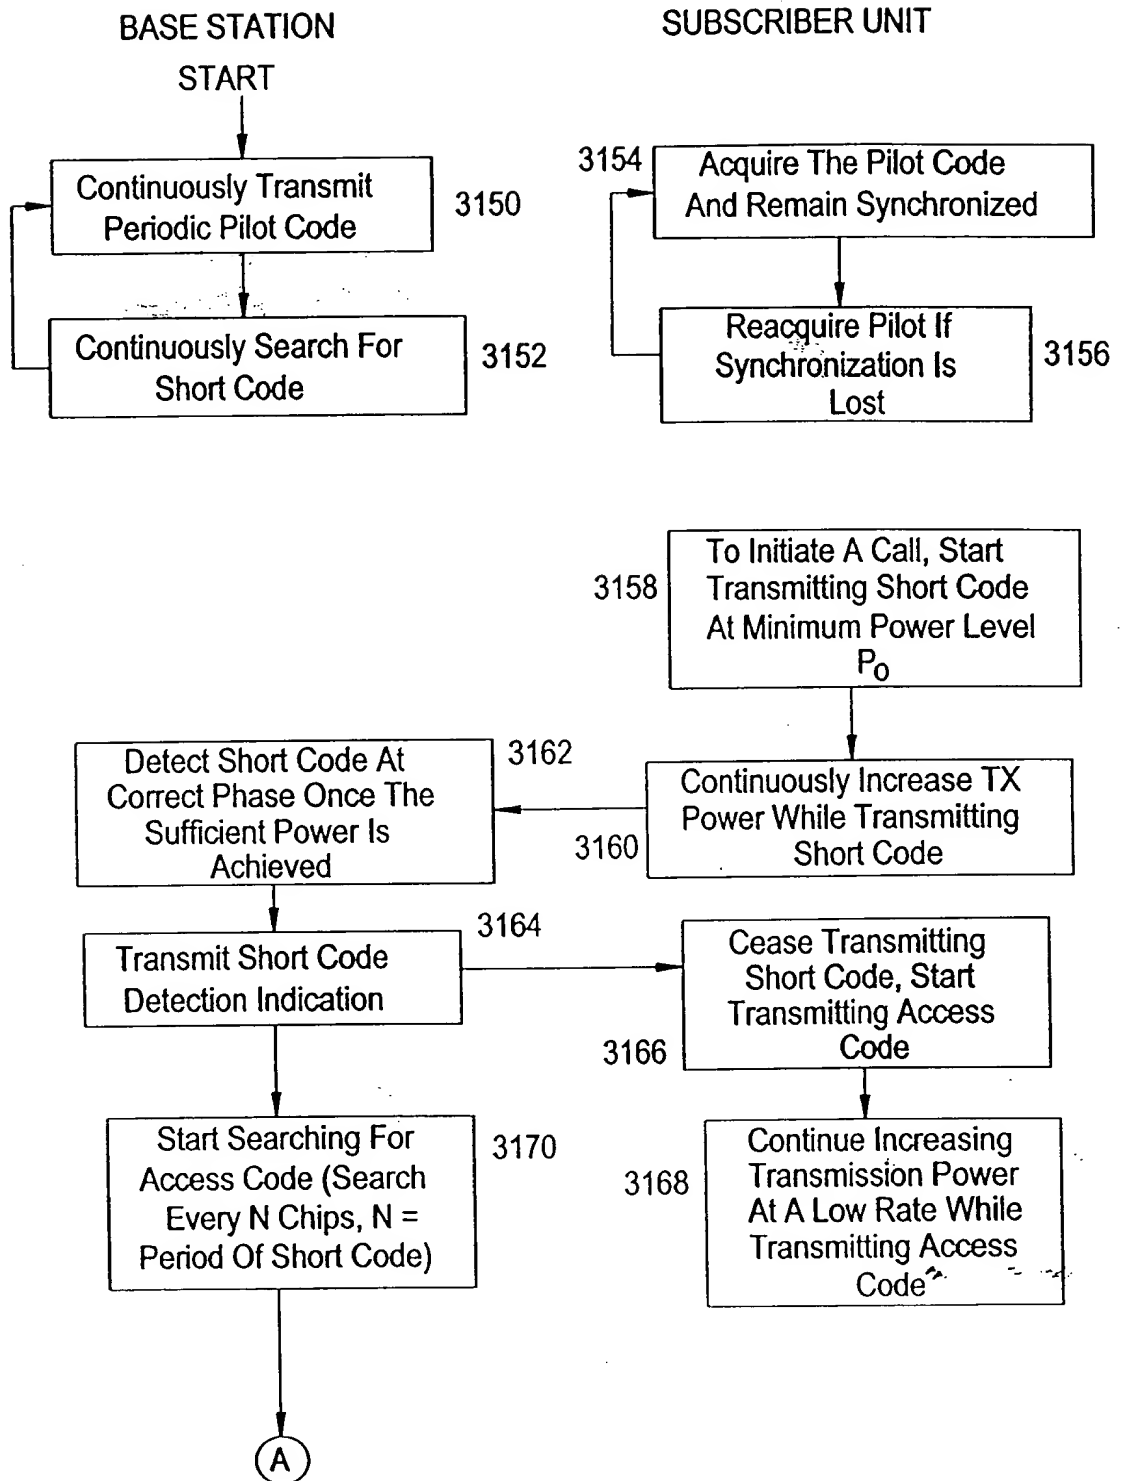 BASE STATION
SUBSCRIBER UNIT
START
Continuously Transmit
Periodic Pilot Code
3150
3154
Acquire The Pilot Code
And Remain Synchronized
Continuously Search For
Short Code
3152
Reacquire Pilot If
Synchronization Is
Lost
3156
3158
To Initiate A Call, Start
Transmitting Short Code
At Minimum Power Level
Po
Detect Short Code At
Correct Phase Once The
Sufficient Power Is
Achieved
3162
Continuously Increase TX
Power While Transmitting
Short Code
3160
Transmit Short Code
Detection Indication
3164
Cease Transmitting
Short Code, Start
Transmitting Access
Code
3166
Start Searching For
Access Code (Search
Every N Chips, N =
Period Of Short Code)
3170
3168
Continue Increasing
Transmission Power
At A Low Rate While
Transmitting Access
Code
A